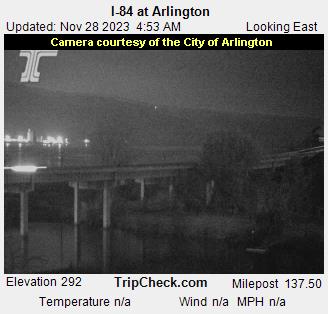 I-84 at Arlington
Updated: Nov 28 2023 4:53 AM Looking East
Camera courtesy of the City of Arlington
Elevation 292 TripCheck.com Milepost 137.50
Temperature n/a Wind n/a MPH n/a